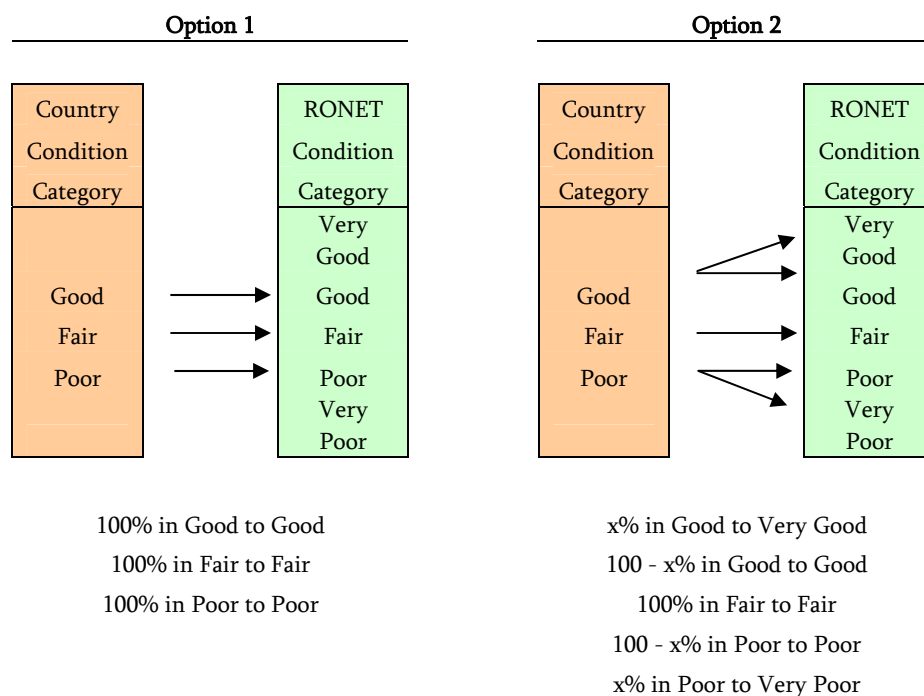 Option 1
Country
Condition
Category
Good
Fair
Poor
RONET
Condition
Category
Very
Good
Good
Fair
Poor
Very
Poor
100% in Good to Good
100% in Fair to Fair
100% in Poor to Poor
Option 2
Country
Condition
Category
Good
Fair
Poor
RONET
Condition
Category
Very
Good
Good
Fair
Poor
Very
Poor
x% in Good to Very Good
100 - x% in Good to Good
100% in Fair to Fair
100 - x% in Poor to Poor
x% in Poor to Very Poor